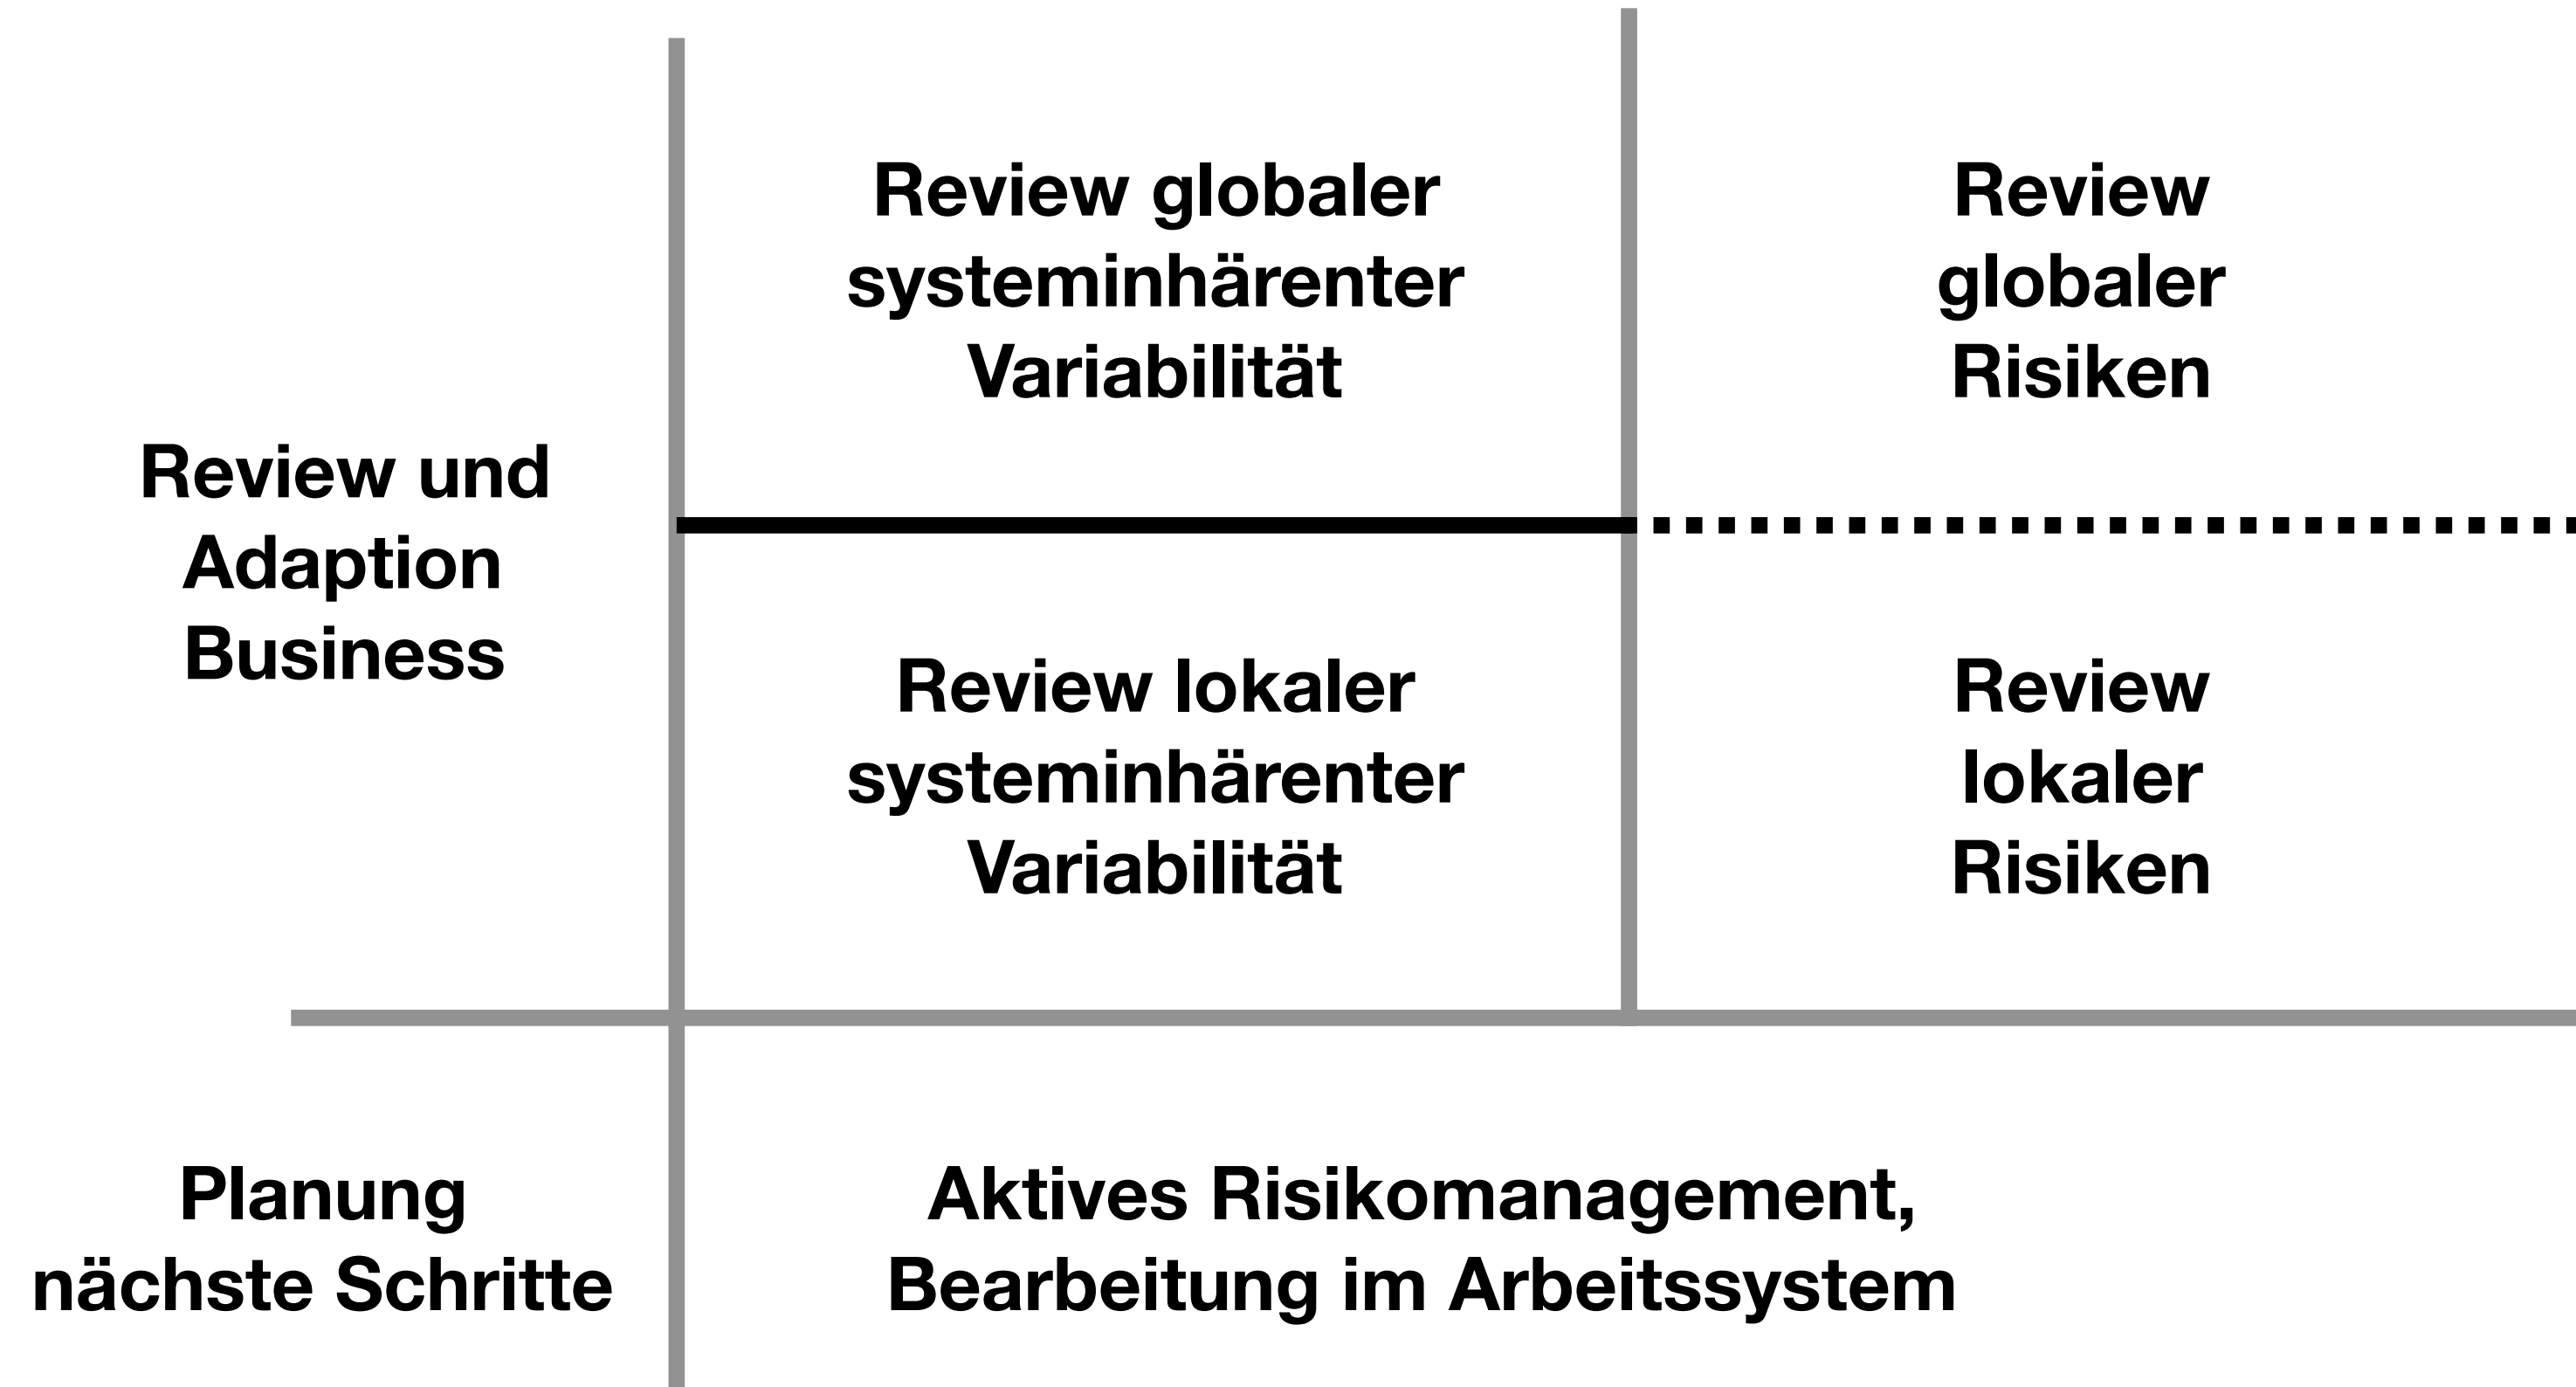 Review und
Adaption
Business
Review globaler
systeminhärenter
Variabilität
Review
globaler
Risiken
Review lokaler
systeminhärenter
Variabilität
Review
lokaler
Risiken
Planung
nächste Schritte
Aktives Risikomanagement,
Bearbeitung im Arbeitssystem